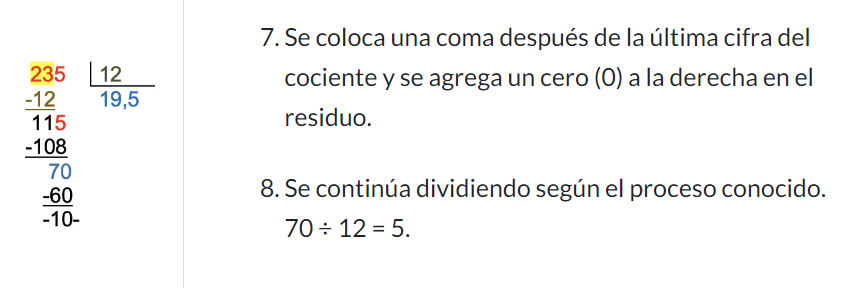 235 12
-12 19,5
115
-108
70
-60
-10-
7. Se coloca una coma después de la última cifra del
cociente y se agrega un cero (0) a la derecha en el
residuo.
8. Se continúa dividiendo según el proceso conocido.
70 ÷ 12 = 5.